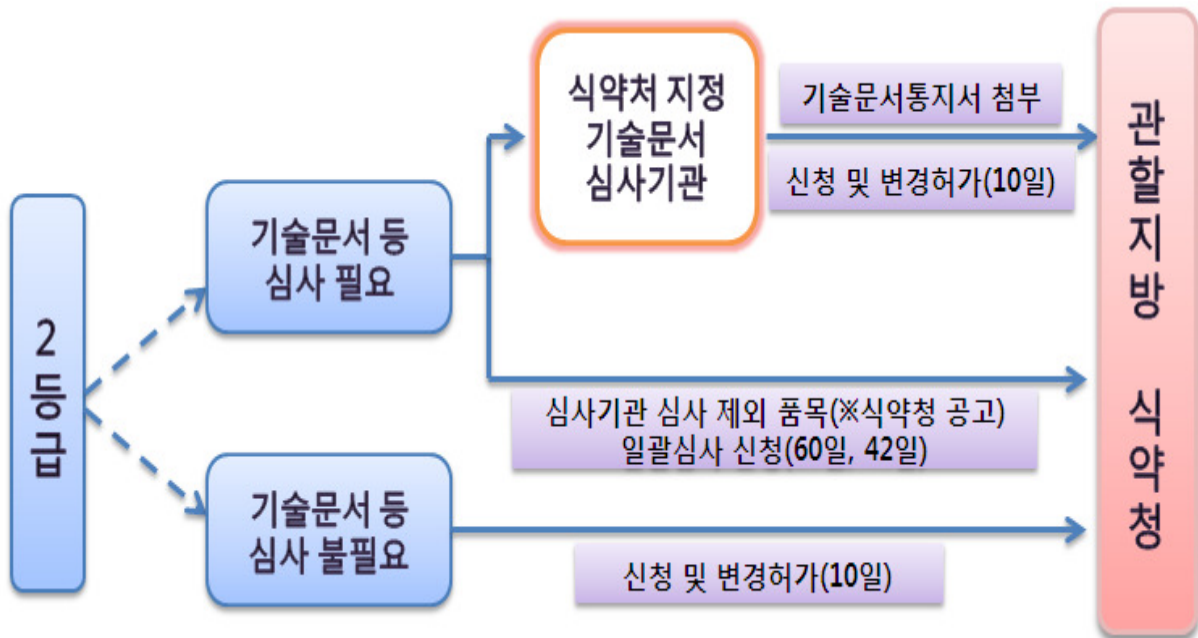 2등급
기술문서 등
심사 필요
기술문서 등
심사 불필요
식약처 지정
기술문서
심사기관
기술문서통지서 첨부
신청 및 변경허가(10일)
심사기관 심사 제외 품목(※식약청 공고)
일괄심사 신청(60일, 42일)
신청 및 변경허가(10일)
관할지방 식약청